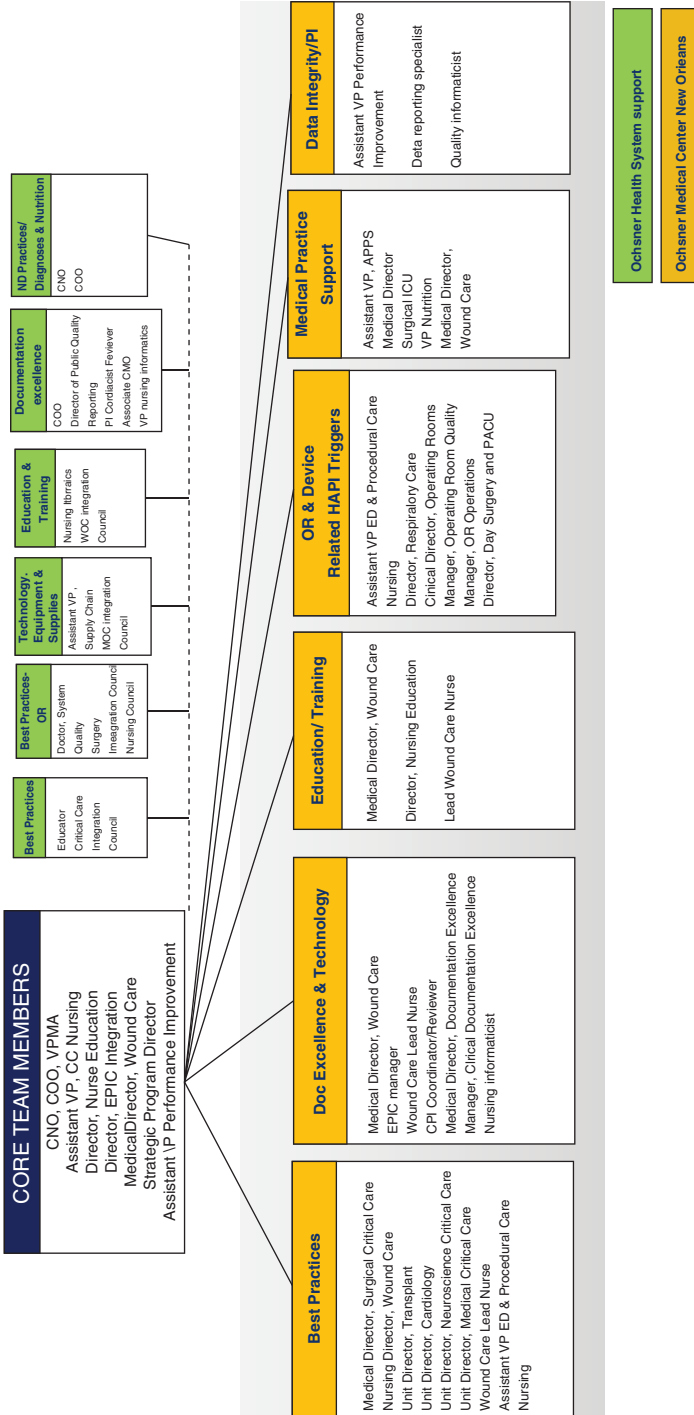 CORE TEAM MEMBERS
CNO, COO, VPMA
Assistant VP, CC Nursing
Director, Nurse Education
Director, EPIC Integration
MedicalDirector, Wound Care
Strategic Program Director
Assistant \P Performance Improvement
Best Practices
Educator
Critical Care
Integration
Council
Best Practices-
OR
Doctor, System
Quality
Surgery
Imeagration Council
Nursing Council
Technology,
Equipment &
Supplies
Assistant VP ,
Supply Chain
MOC integration
Council
Education &
Training
Nursing Itbrraics
WOC integration
Council
Documentation
excellence
COO
Director of Public Quality
Reporting
PI Cordiacist Feviever
Associate CMO
VP nursing informatics
ND Practices/
Diagnoses & Nutrition
CNO
COO
Best Practices
Medical Director, Surgical Critical Care
Nursing Director, Wound Care
Unit Director, Transplant
Unit Director, Cardiology
Unit Director, Neuroscience Critical Care
Unit Director, Medical Critical Care
Wound Care Lead Nurse
Assistant VP ED & Procedural Care
Nursing
Doc Excellence & Technology
Medical Director, Wound Care
EPIC manager
Wound Care Lead Nurse
CPI Coordinator/Reviewer
Medical Director, Documentation Excellence
Manager, Clirical Documentation Excellence
Nursing informaticist
Education/ Training
Medical Director, Wound Care
Director, Nursing Education
Lead Wound Care Nurse
OR & Device
Related HAPI Triggers
Assistant VP ED & Procedural Care
Nursing
Director, Respiratory Care
Cinical Director, Operating Rooms
Manager, Operating Room Quality
Manager, OR Operations
Director, Day Surgery and PACU
Medical Practice
Support
Assistant VP, APPS
Medical Director
Surgical ICU
VP Nutrition
Medical Director,
Wound Care
Data Integrity/PI
Assistant VP Performance
Improvement
Deta reporting specialist
Quality informaticist
Ochsner Health System support
Ochsner Medical Center New Orieans